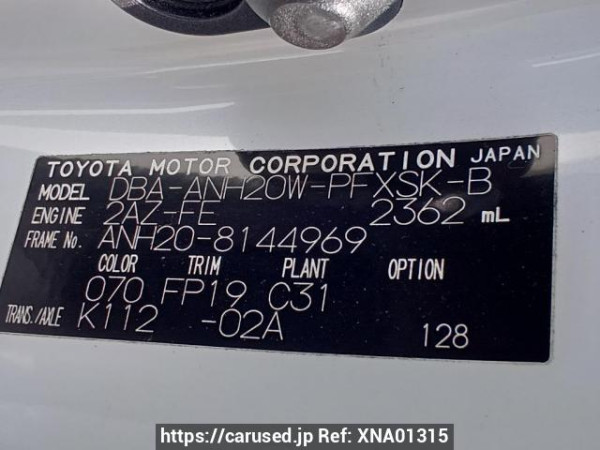 TOYOTA MOTOR CORPORATION JAPAN
MODEL DBA-ANH20W-PFXSK-B
ENGINE 2AZ-FE 2362 mL
FRAME No. ANH20-8144969
COLOR TRIM PLANT OPTION
070 FP19 C31
TRANS./AXLE K112 -02A 128
https://carused.jp Ref: XNA01315